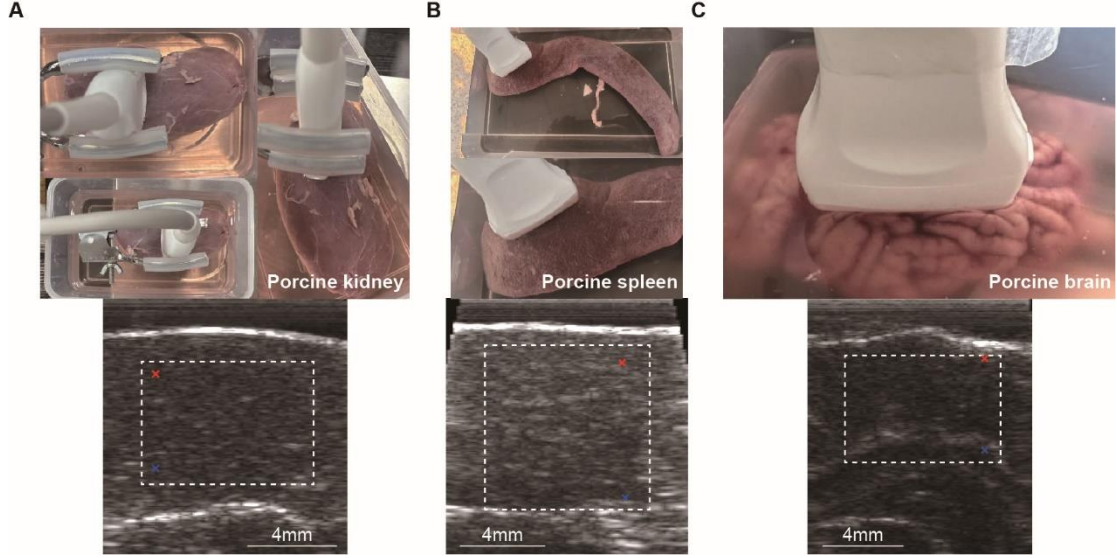 A
B
C
Porcine kidney
Porcine spleen
Porcine brain
4mm
4mm
4mm